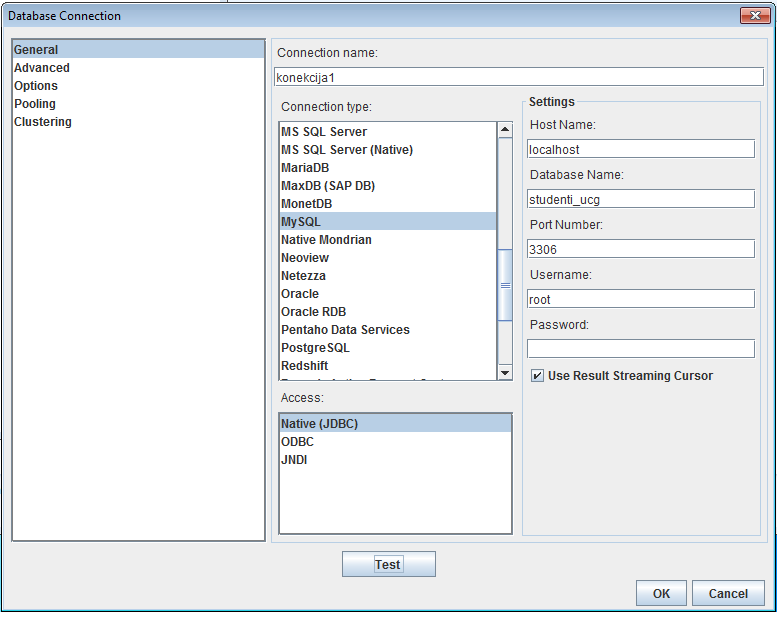 Database Connection
General
Advanced
Options
Pooling
Clustering
Connection name:
konekcija1
Connection type:
MS SQL Server
MS SQL Server (Native)
MariaDB
MaxDB (SAP DB)
MonetDB
MySQL
Native Mondrian
Neoview
Netezza
Oracle
Oracle RDB
Pentaho Data Services
PostgreSQL
Redshift
Access:
Native (JDBC)
ODBC
JNDI
Settings
Host Name:
localhost
Database Name:
studenti_ucg
Port Number:
3306
Username:
root
Password:
Use Result Streaming Cursor
Test
OK
Cancel